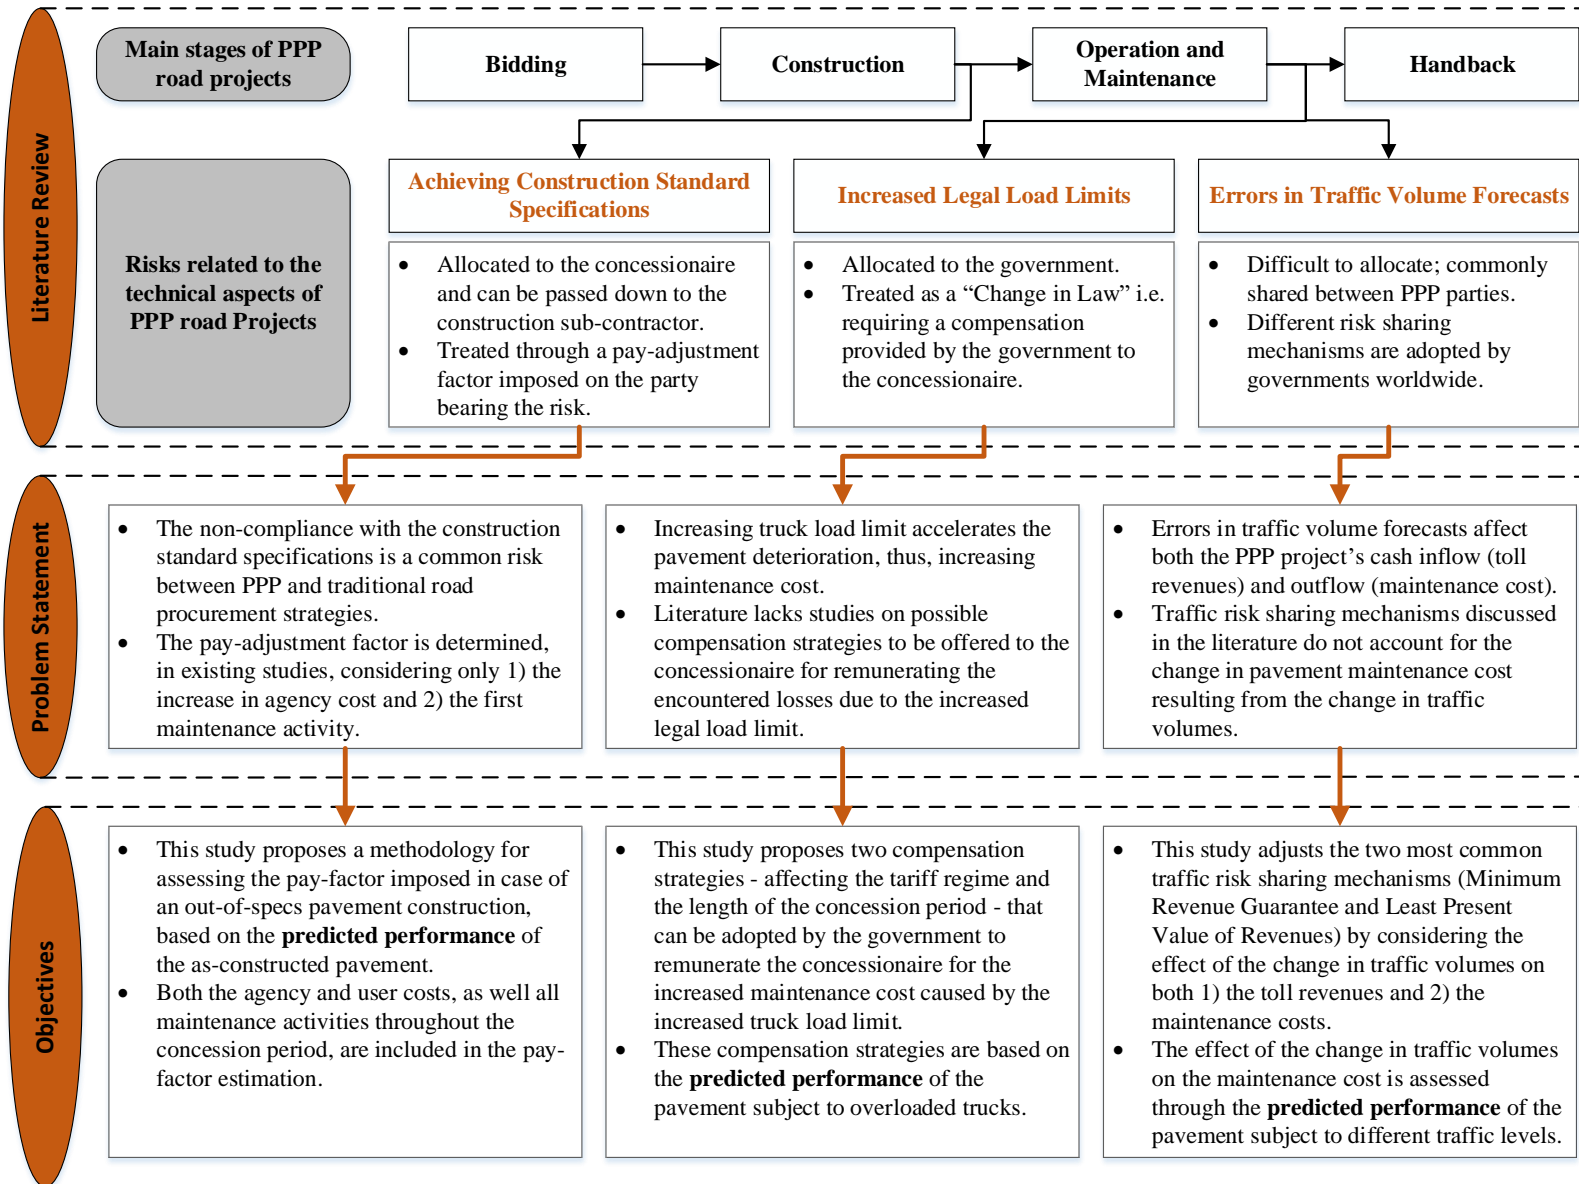 Literature Review
Main stages of PPP
road projects
Bidding
Construction
Operation and
Maintenance
Handback
Risks related to the
technical aspects of
PPP road Projects
Achieving Construction Standard
Specifications
• Allocated to the concessionaire
and can be passed down to the
construction sub-contractor.
• Treated through a pay-adjustment
factor imposed on the party
bearing the risk.
Increased Legal Load Limits
• Allocated to the government.
• Treated as a “Change in Law” i.e.
requiring a compensation
provided by the government to
the concessionaire.
Errors in Traffic Volume Forecasts
• Difficult to allocate; commonly
shared between PPP parties.
• Different risk sharing
mechanisms are adopted by
governments worldwide.
Problem Statement
• The non-compliance with the construction
standard specifications is a common risk
between PPP and traditional road
procurement strategies.
• The pay-adjustment factor is determined,
in existing studies, considering only 1) the
increase in agency cost and 2) the first
maintenance activity.
• Increasing truck load limit accelerates the
pavement deterioration, thus, increasing
maintenance cost.
• Literature lacks studies on possible
compensation strategies to be offered to the
concessionaire for remunerating the
encountered losses due to the increased
legal load limit.
• Errors in traffic volume forecasts affect
both the PPP project’s cash inflow (toll
revenues) and outflow (maintenance cost).
• Traffic risk sharing mechanisms discussed
in the literature do not account for the
change in pavement maintenance cost
resulting from the change in traffic
volumes.
Objectives
• This study proposes a methodology for
assessing the pay-factor imposed in case of
an out-of-specs pavement construction,
based on the predicted performance of
the as-constructed pavement.
• Both the agency and user costs, as well all
maintenance activities throughout the
concession period, are included in the pay-
factor estimation.
• This study proposes two compensation
strategies - affecting the tariff regime and
the length of the concession period - that
can be adopted by the government to
remunerate the concessionaire for the
increased maintenance cost caused by the
increased truck load limit.
• These compensation strategies are based on
the predicted performance of the
pavement subject to overloaded trucks.
• This study adjusts the two most common
traffic risk sharing mechanisms (Minimum
Revenue Guarantee and Least Present
Value of Revenues) by considering the
effect of the change in traffic volumes on
both 1) the toll revenues and 2) the
maintenance costs.
• The effect of the change in traffic volumes
on the maintenance cost is assessed
through the predicted performance of the
pavement subject to different traffic levels.